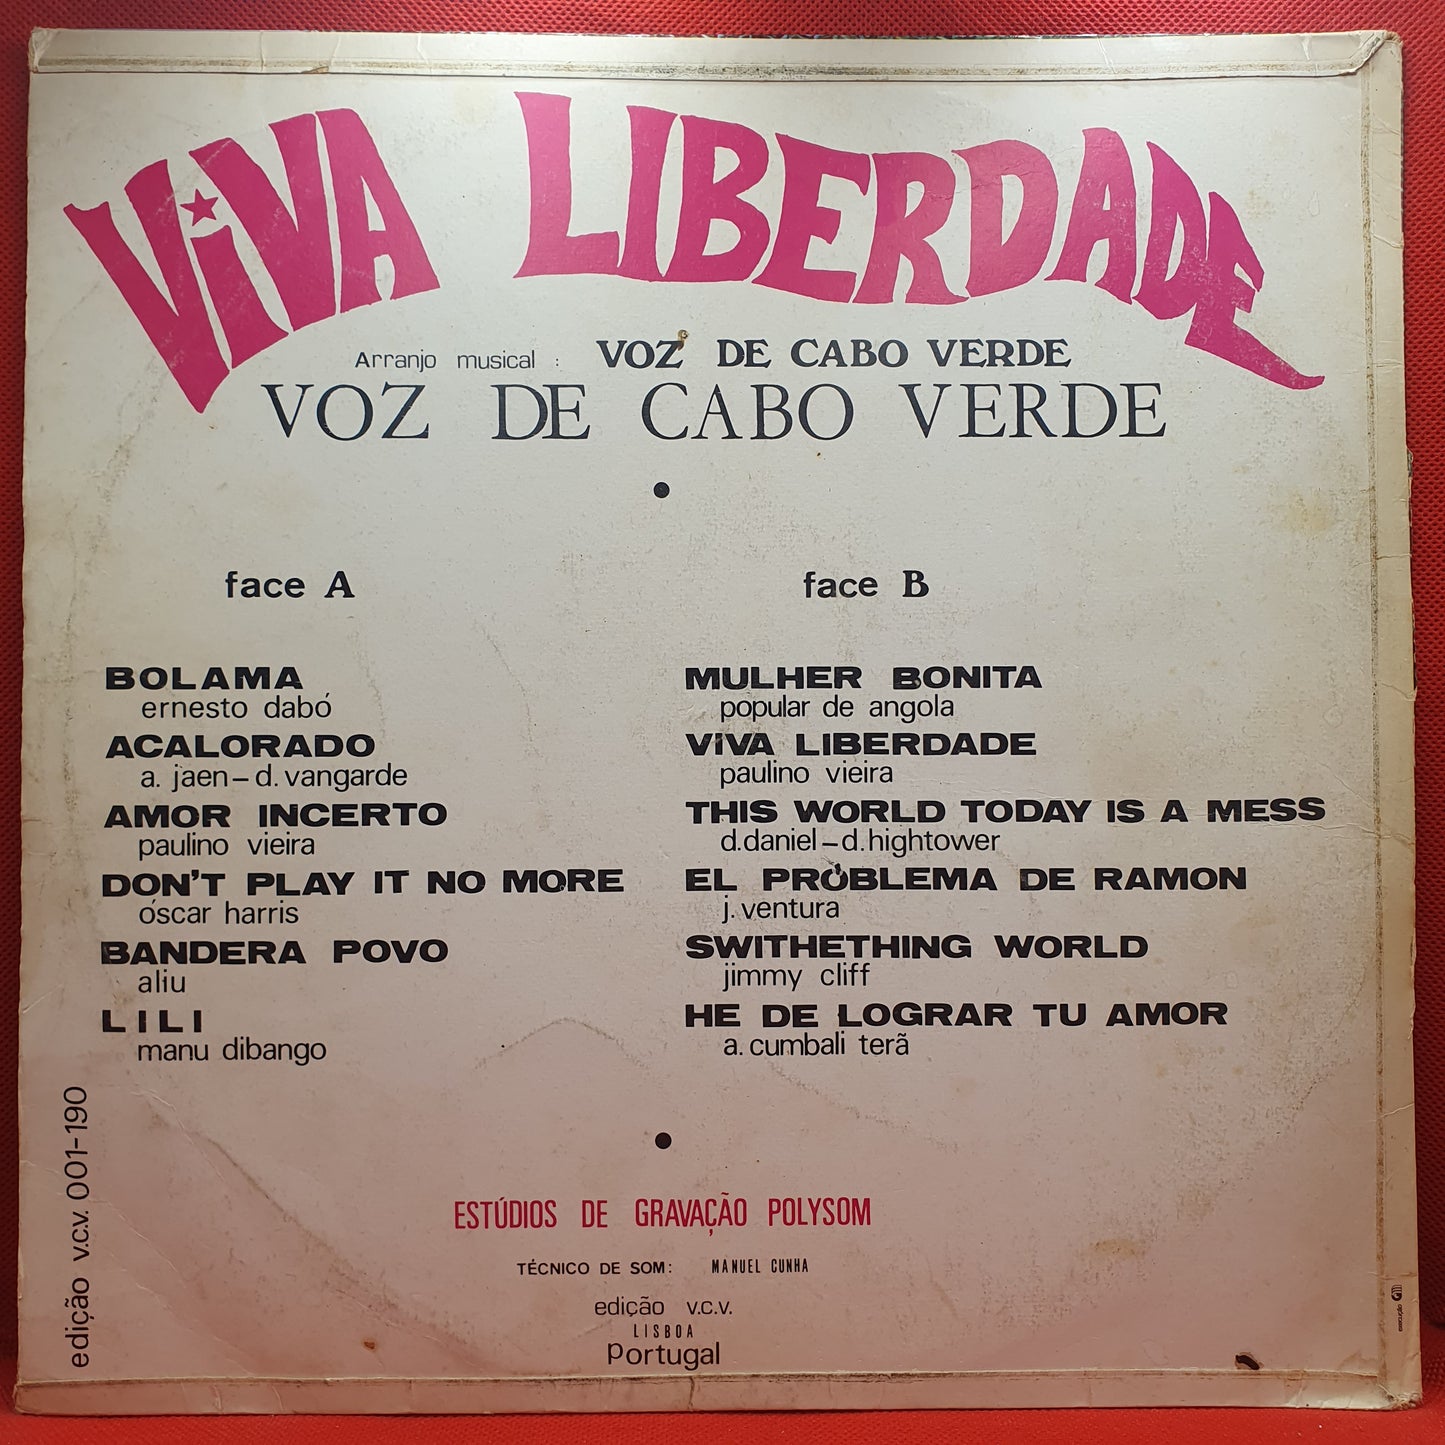 ViVA LIBERDADE
Arranjo musical : VOZ DE CABO VERDE
VOZ DE CABO VERDE
face A
BOLAMA
ernesto dabó
ACALORADO
a. jaen – d. vangarde
AMOR INCERTO
paulino vieira
DON'T PLAY IT NO MORE
óscar harris
BANDERA POVO
aliu
LILI
manu dibango
face B
MULHER BONITA
popular de angola
VIVA LIBERDADE
paulino vieira
THIS WORLD TODAY IS A MESS
d.daniel – d.hightower
EL PROBLEMA DE RAMON
j. ventura
SWITHETHING WORLD
jimmy cliff
HE DE LOGRAR TU AMOR
a. cumbali terã
ESTÚDIOS DE GRAVAÇÃO POLYSOM
TÉCNICO DE SOM: MANUEL CUNHA
edição v.c.v.
LISBOA
portugal
edição v.c.v. 001-190